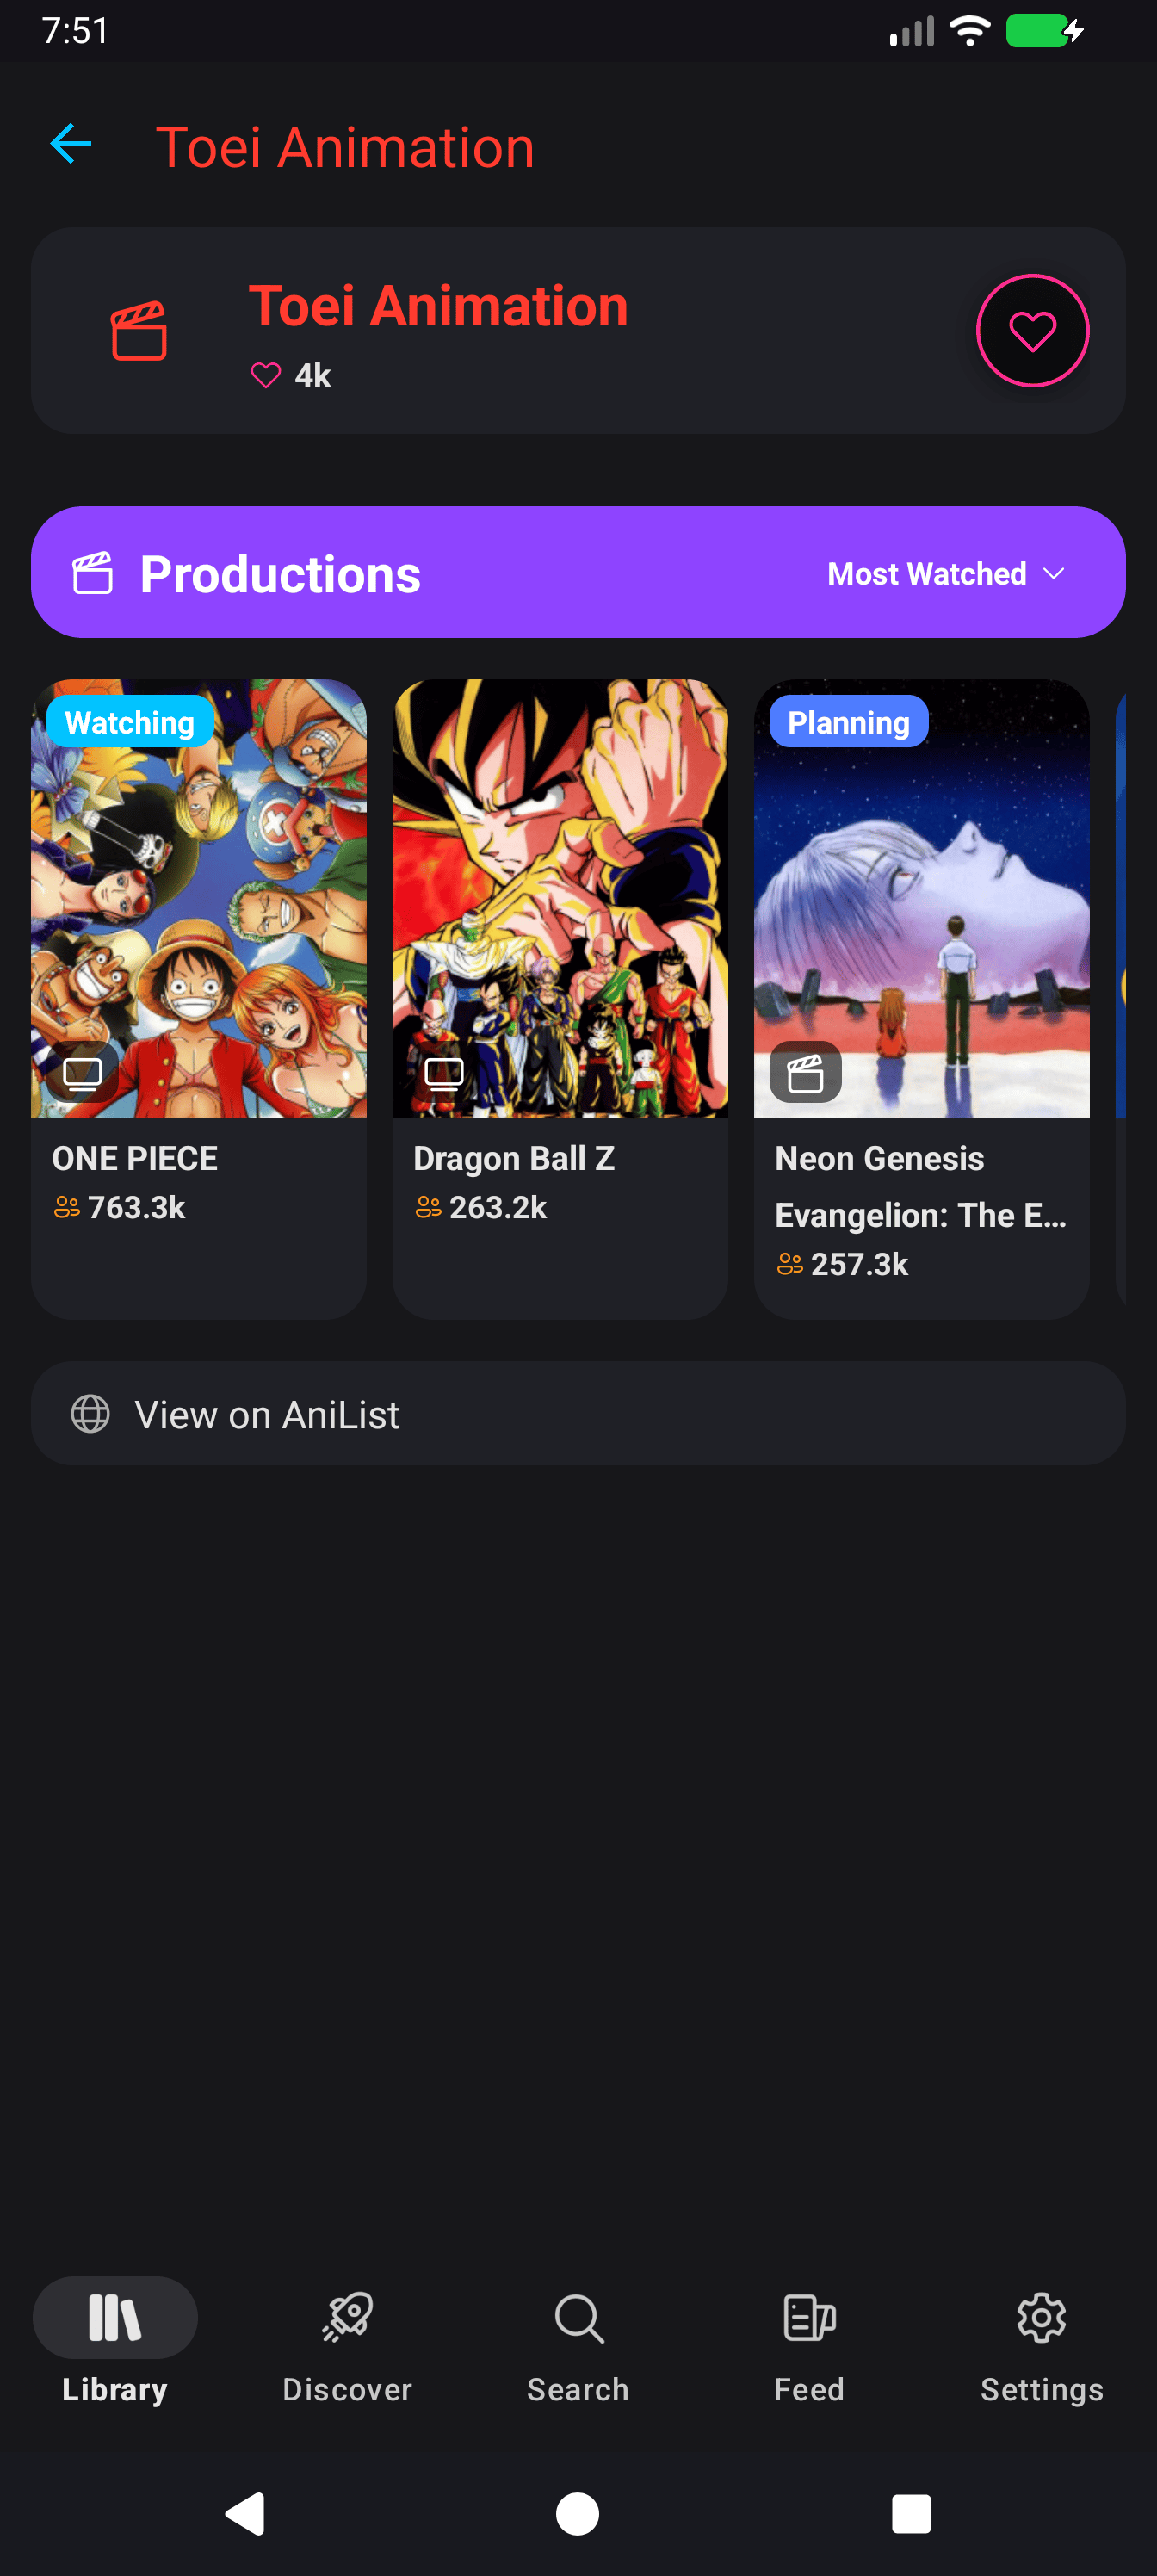 7:51
Toei Animation
Toei Animation
4k
Productions
Most Watched
Watching
Planning
ONE PIECE
763.3k
Dragon Ball Z
263.2k
Neon Genesis
Evangelion: The E...
257.3k
View on AniList
Library
Discover
Search
Feed
Settings